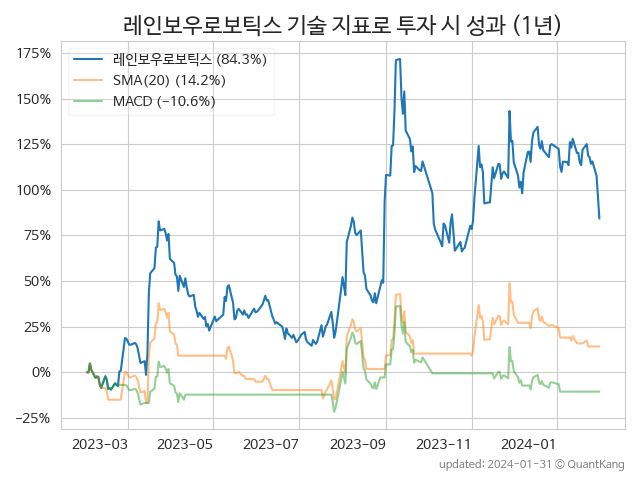 레인보우로보틱스 기술 지표로 투자 시 성과 (1년)
175%
150%
125%
100%
75%
50%
25%
0%
−25%
레인보우로보틱스 (84.3%)
SMA(20) (14.2%)
MACD (−10.6%)
2023-03 2023-05 2023-07 2023-09 2023-11 2024-01
updated: 2024-01-31 © QuantKang